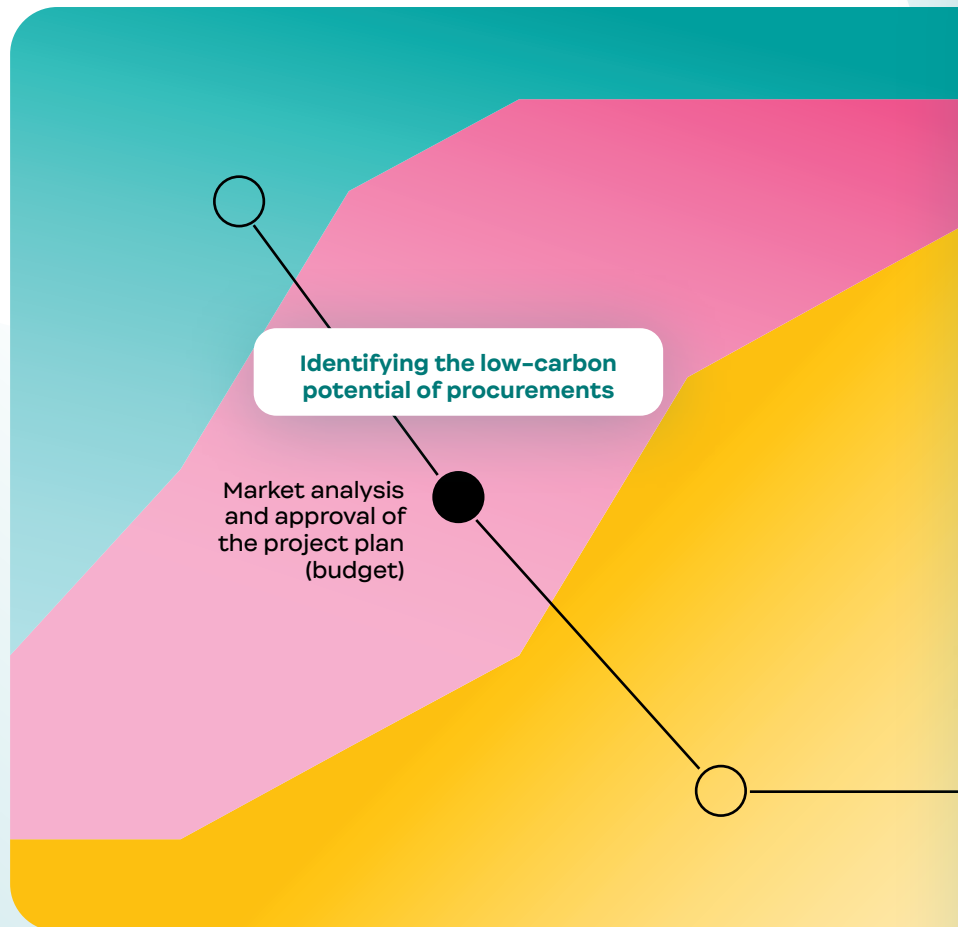 Identifying the low-carbon
potential of procurements
Market analysis
and approval of
the project plan
(budget)